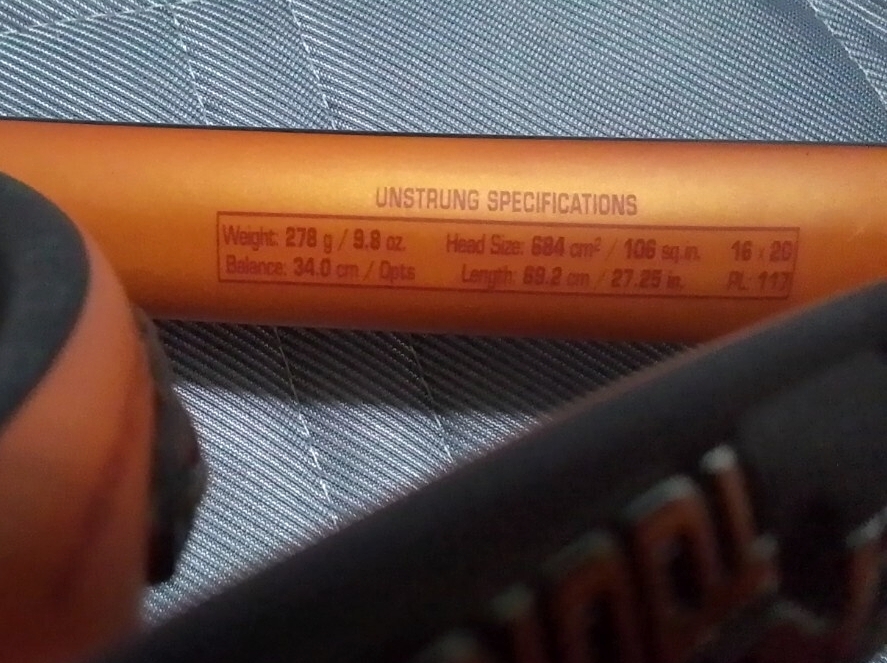 UNSTRUNG SPECIFICATIONS
Weight: 278 g / 9.8 oz. Head Size: 684 cm² / 106 sq.in. 16 x 20
Balance: 34.0 cm / 0pts Length: 69.2 cm / 27.25 in. PL: 117